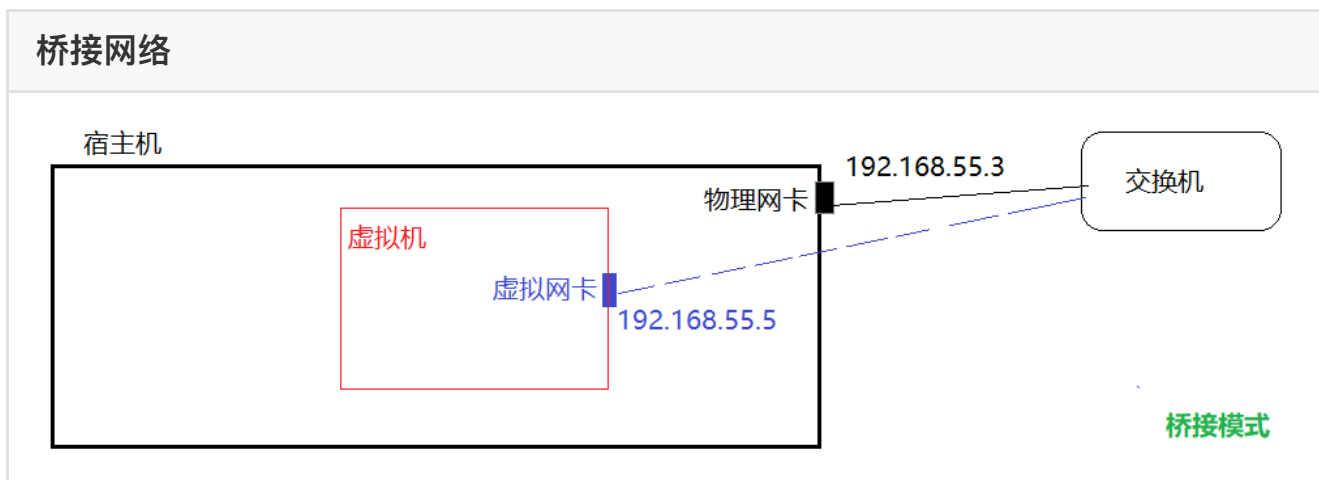 桥接网络
宿主机
192.168.55.3
交换机
物理网卡
虚拟机
虚拟网卡
192.168.55.5
桥接模式